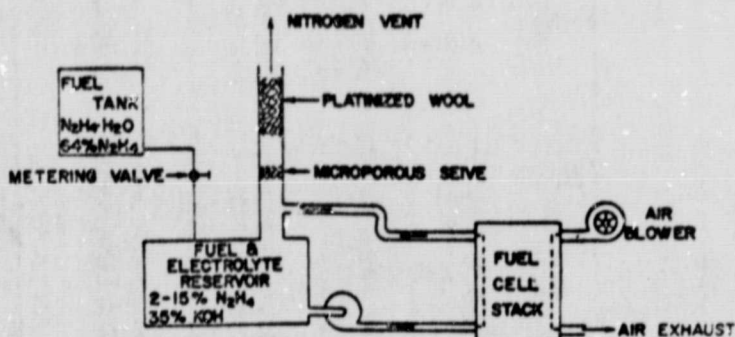 NITROGEN VENT
FUEL
TANK
N2H4·H2O
64% N2H4
PLATINIZED WOOL
METERING VALVE
MICROPOROUS SEIVE
FUEL &
ELECTROLYTE
RESERVOIR
2-15% N2H4
35% KOH
FUEL
CELL
STACK
AIR
BLOWER
AIR EXHAUST